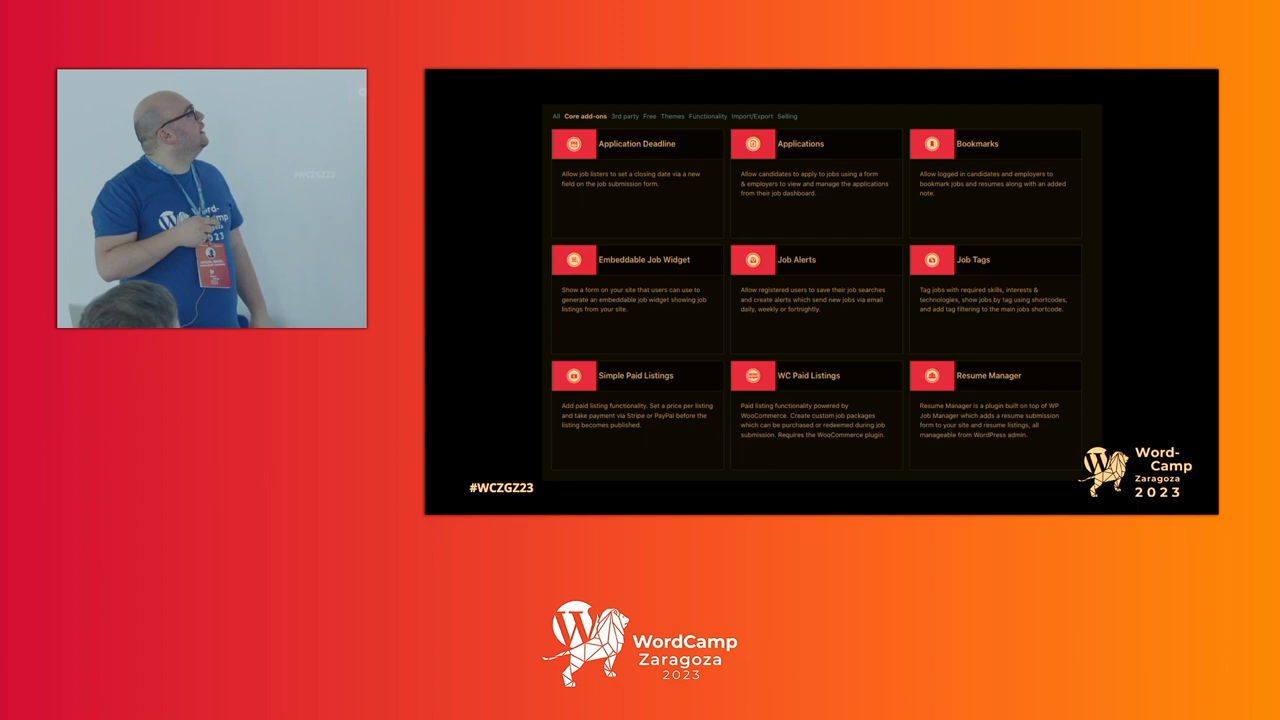 #WCZGZ23
Word-
Camp
2023
All Core add-ons 3rd party Free Themes Functionality Import/Export Selling
Application Deadline
Allow job listers to set a closing date via a new
field on the job submission form.
Applications
Allow candidates to apply to jobs using a form
& employers to view and manage the applications
from their job dashboard.
Bookmarks
Allow logged in candidates and employers to
bookmark jobs and resumes along with an added
note.
Embeddable Job Widget
Show a form on your site that users can use to
generate an embeddable job widget showing job
listings from your site.
Job Alerts
Allow registered users to save their job searches
and create alerts which send new jobs via email
daily, weekly or fortnightly.
Job Tags
Tag jobs with required skills, interests &
technologies, show jobs by tag using shortcodes,
and add tag filtering to the main jobs shortcode.
Simple Paid Listings
Add paid listing functionality. Set a price per listing
and take payment via Stripe or PayPal before the
listing becomes published.
WC Paid Listings
Paid listing functionality powered by
WooCommerce. Create custom job packages
which can be purchased or redeemed during job
submission. Requires the WooCommerce plugin.
Resume Manager
Resume Manager is a plugin built on top of WP
Job Manager which adds a resume submission
form to your site and resume listings, all
manageable from WordPress admin.
#WCZGZ23
Word-
Camp
Zaragoza
2023
WordCamp
Zaragoza
2023